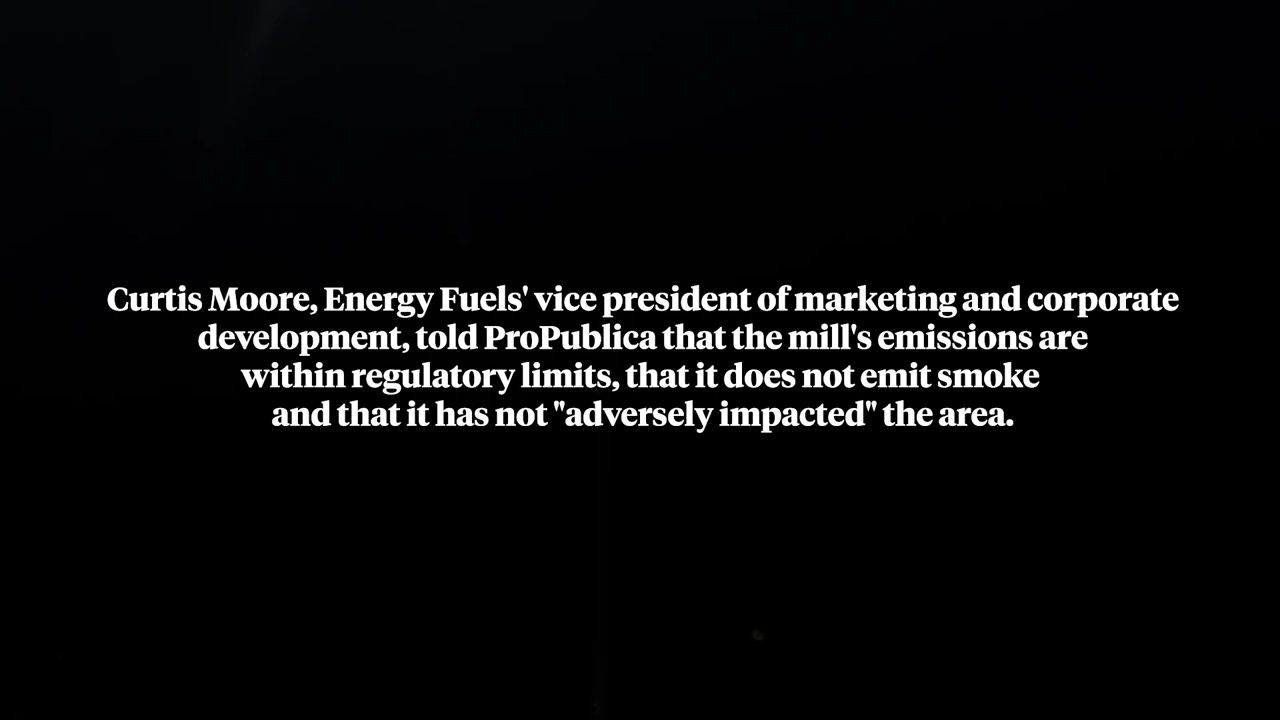 Curtis Moore, Energy Fuels' vice president of marketing and corporate
development, told ProPublica that the mill's emissions are
within regulatory limits, that it does not emit smoke
and that it has not "adversely impacted" the area.